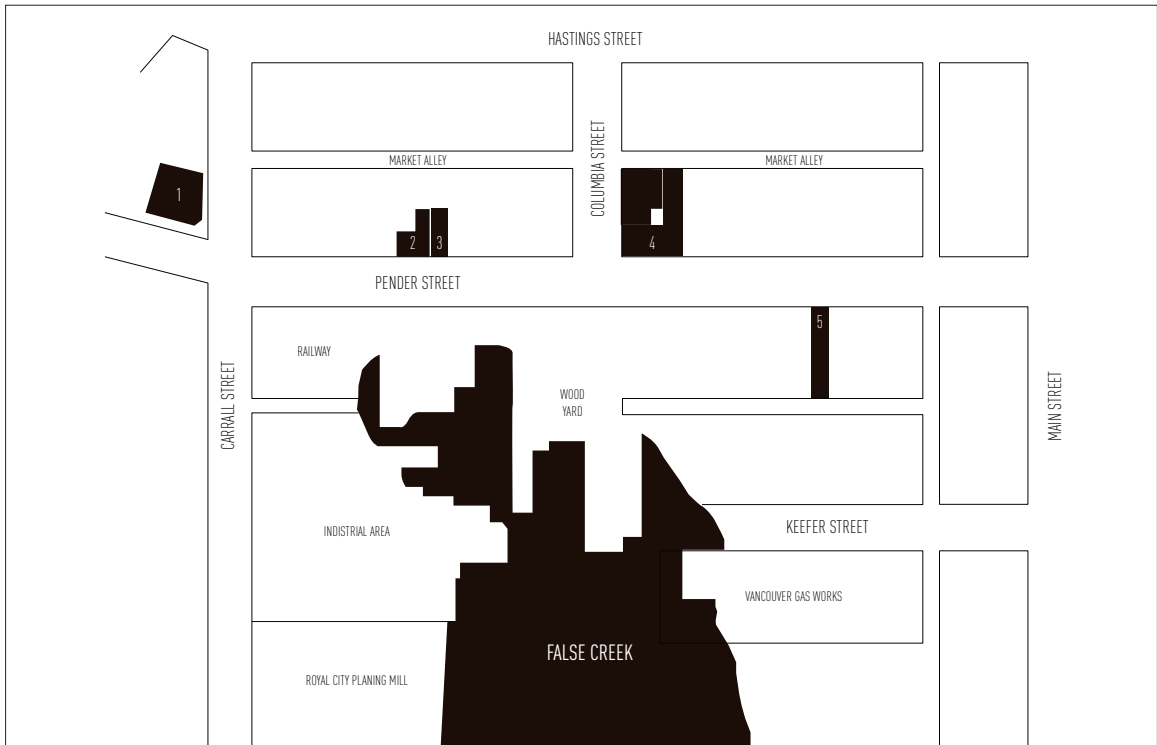 HASTINGS STREET
COLUMBIA STREET
MARKET ALLEY
MARKET ALLEY
1
2
3
4
PENDER STREET
5
RAILWAY
CARRALL STREET
WOOD
YARD
MAIN STREET
INDISTRIAL AREA
KEEFER STREET
VANCOUVER GAS WORKS
FALSE CREEK
ROYAL CITY PLANING MILL